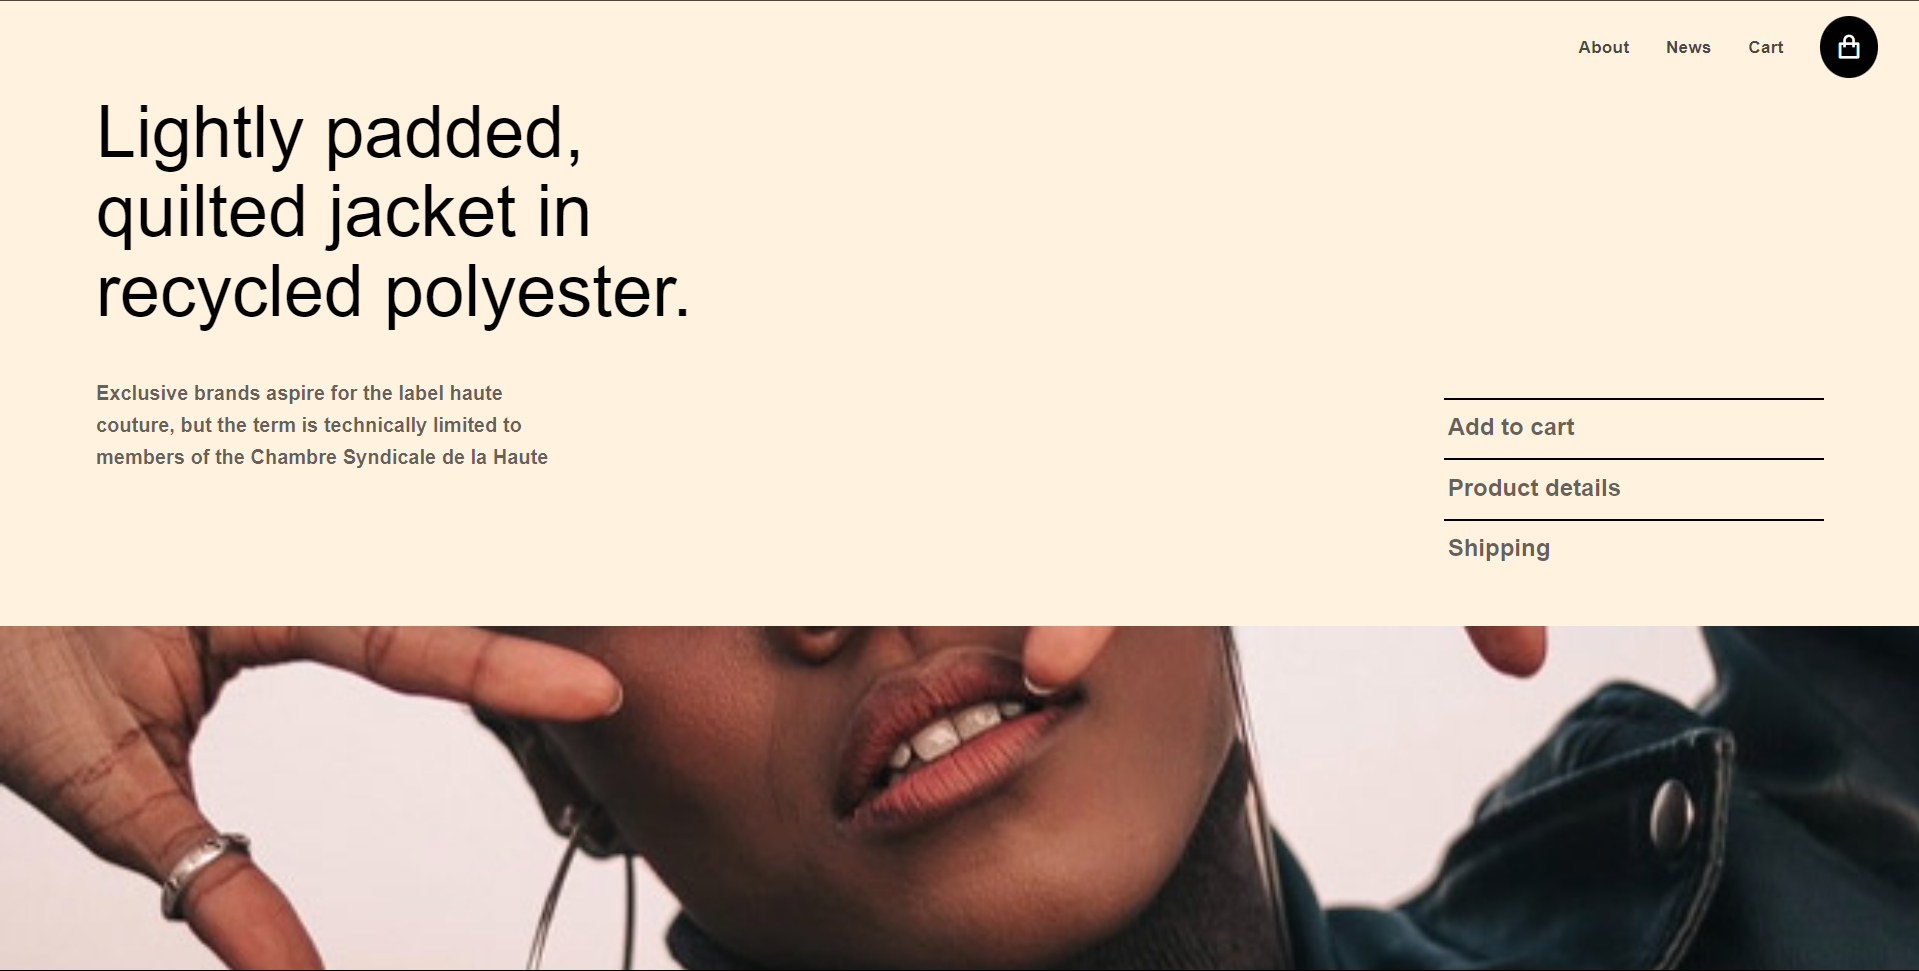 About News Cart
Lightly padded,
quilted jacket in
recycled polyester.
Exclusive brands aspire for the label haute
couture, but the term is technically limited to
members of the Chambre Syndicale de la Haute
Add to cart
Product details
Shipping